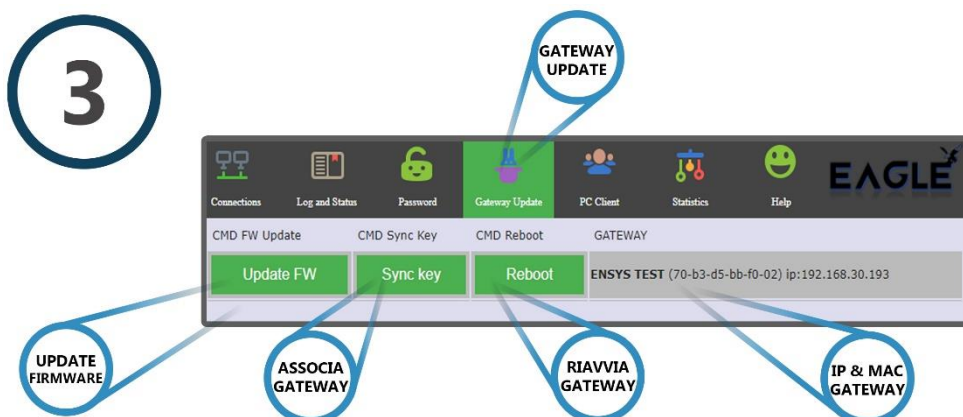 3
GATEWAY
UPDATE
Connections Log and Status Password Gateway Update PC Client Statistics Help EAGLE
CMD FW Update CMD Sync Key CMD Reboot GATEWAY
Update FW Sync key Reboot ENSYS TEST (70-b3-d5-bb-f0-02) ip:192.168.30.193
UPDATE
FIRMWARE
ASSOCIA
GATEWAY
RIAVVIA
GATEWAY
IP & MAC
GATEWAY